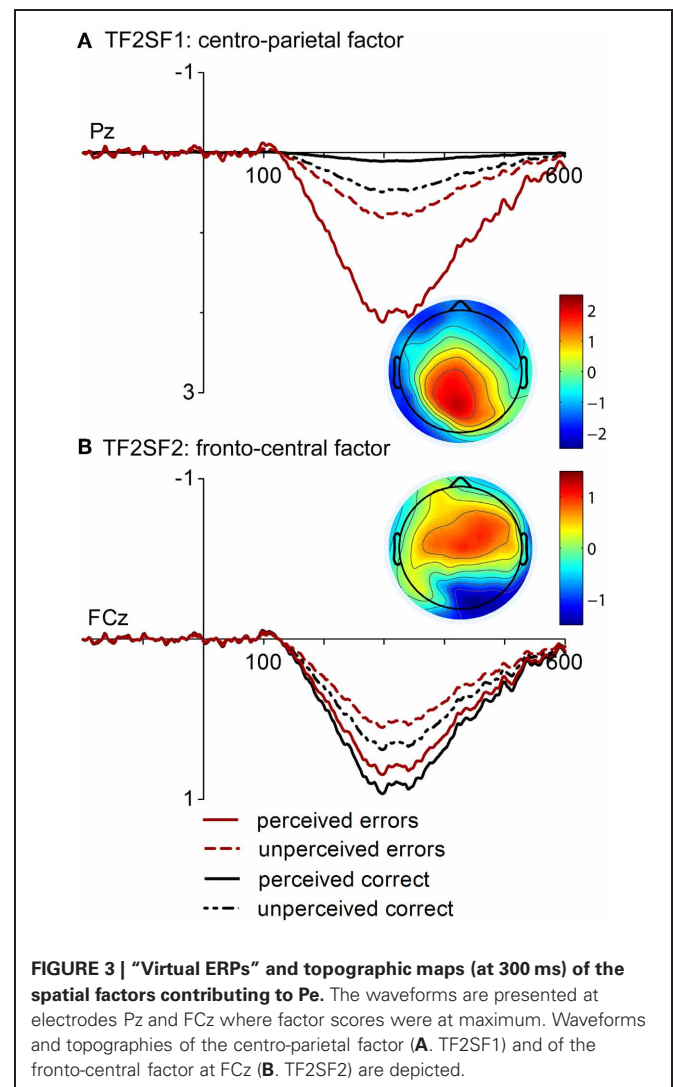 A TF2SF1: centro-parietal factor
-1
Pz
100
600
3
2
1
0
−1
−2
B TF2SF2: fronto-central factor
-1
1
0
−1
FCz
100
600
1
perceived errors
unperceived errors
perceived correct
unperceived correct
FIGURE 3 | “Virtual ERPs” and topographic maps (at 300 ms) of the
spatial factors contributing to Pe. The waveforms are presented at
electrodes Pz and FCz where factor scores were at maximum. Waveforms
and topographies of the centro-parietal factor (A. TF2SF1) and of the
fronto-central factor at FCz (B. TF2SF2) are depicted.